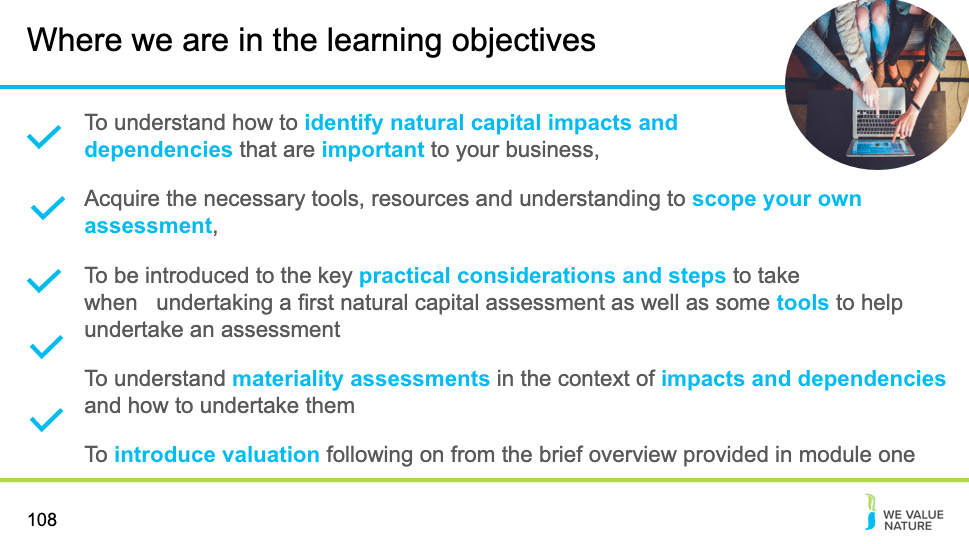 Where we are in the learning objectives
To understand how to identify natural capital impacts and
dependencies that are important to your business,
Acquire the necessary tools, resources and understanding to scope your own
assessment,
To be introduced to the key practical considerations and steps to take
when undertaking a first natural capital assessment as well as some tools to help
undertake an assessment
To understand materiality assessments in the context of impacts and dependencies
and how to undertake them
To introduce valuation following on from the brief overview provided in module one
108
WE VALUE
NATURE